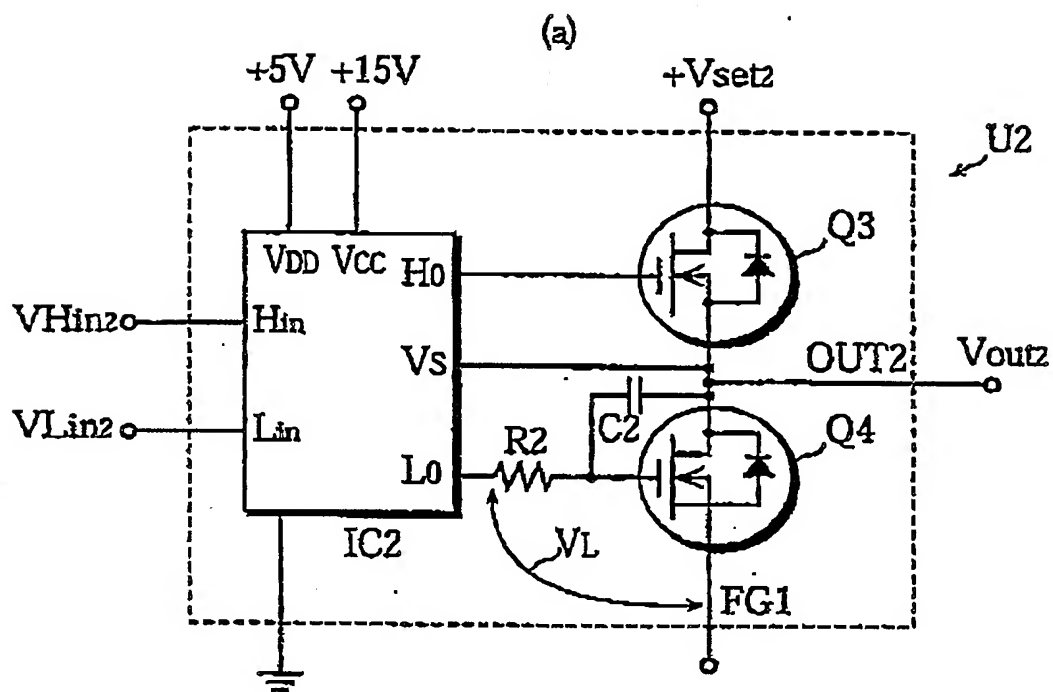 (a)
+5V +15V
+Vset2
U2
VDD VCC
H0
Q3
VHin2
Hin
VS
OUT2
Vout2
VLin2
Lin
C2
R2
Q4
L0
IC2
VL
FG1